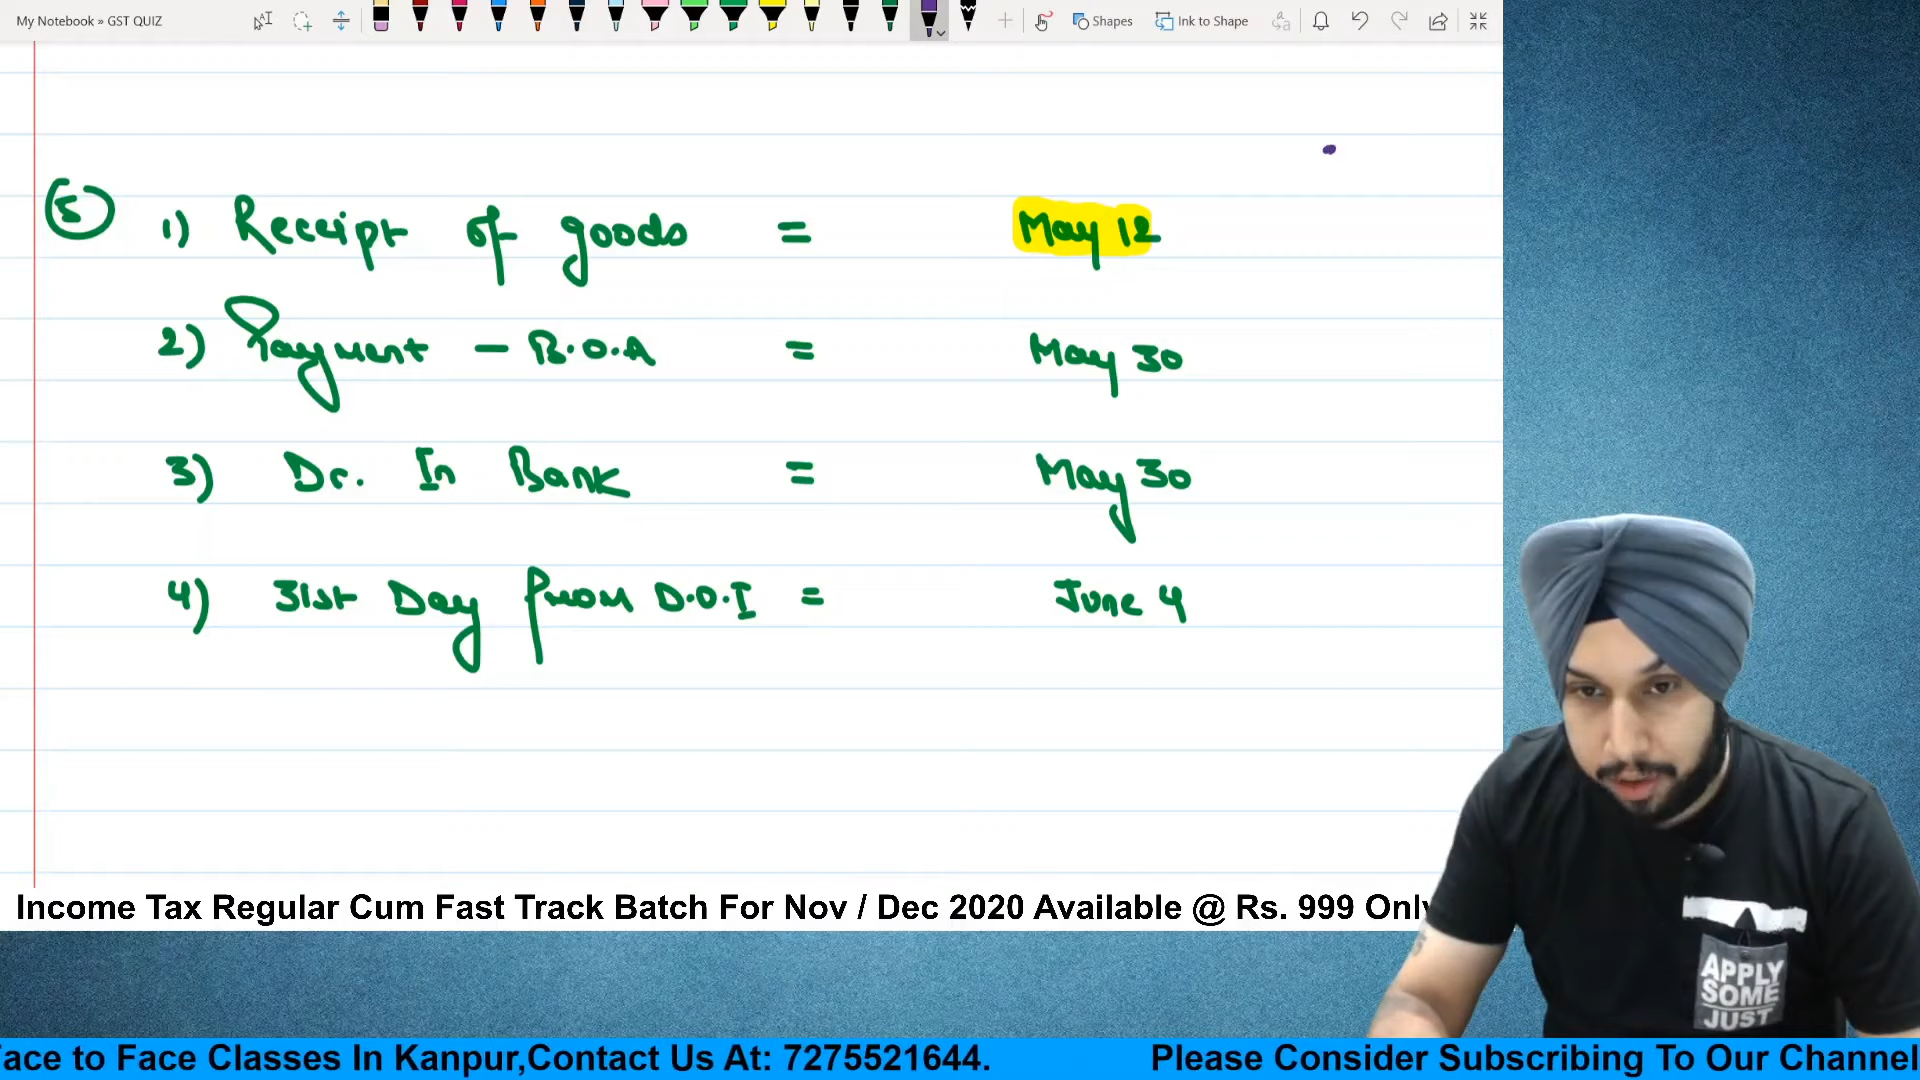 My Notebook » GST QUIZ
Shapes
Ink to Shape
5
1) Receipt of goods = May 12
2) Payment - B.O.A = May 30
3) Dr. In Bank = May 30
4) 31st Day from D.O.I = June 4
Income Tax Regular Cum Fast Track Batch For Nov / Dec 2020 Available @ Rs. 999 Only
APPLY
SOME
JUST
Face to Face Classes In Kanpur,Contact Us At: 7275521644. Please Consider Subscribing To Our Channel